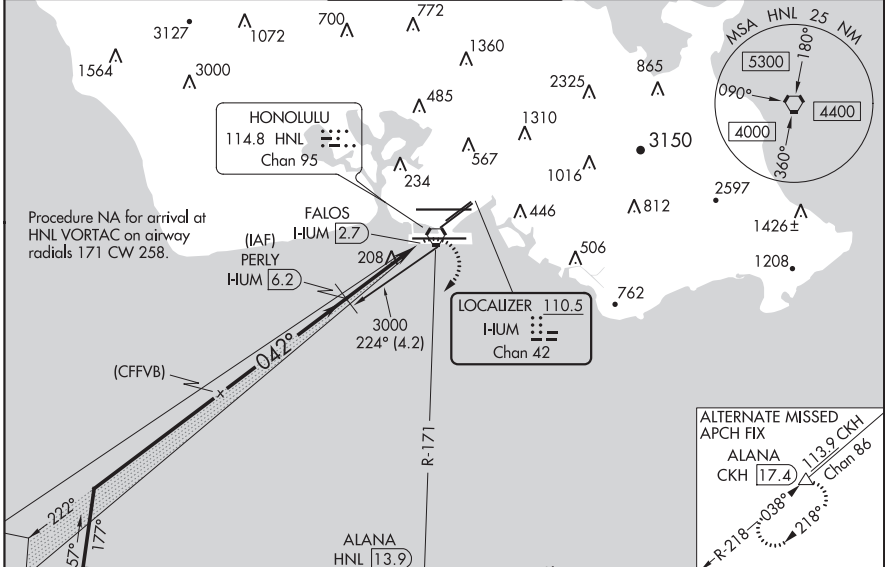 3127
1072
700
772
1564
3000
1360
485
2325
865
1310
567
234
3150
1016
446
812
2597
1426±
506
1208
762
208
MSA HNL 25 NM
180°
5300
090°
4400
4000
360°
HONOLULU
114.8 HNL
Chan 95
Procedure NA for arrival at
HNL VORTAC on airway
radials 171 CW 258.
FALOS
I-IUM 2.7
(IAF)
PERLY
I-IUM 6.2
3000
224° (4.2)
LOCALIZER 110.5
I-IUM
Chan 42
042°
(CFFVB)
R-171
222°
57°
177°
ALANA
HNL 13.9
ALTERNATE MISSED
APCH FIX
ALANA
CKH 17.4
113.9 CKH
Chan 86
R-218
038°
218°